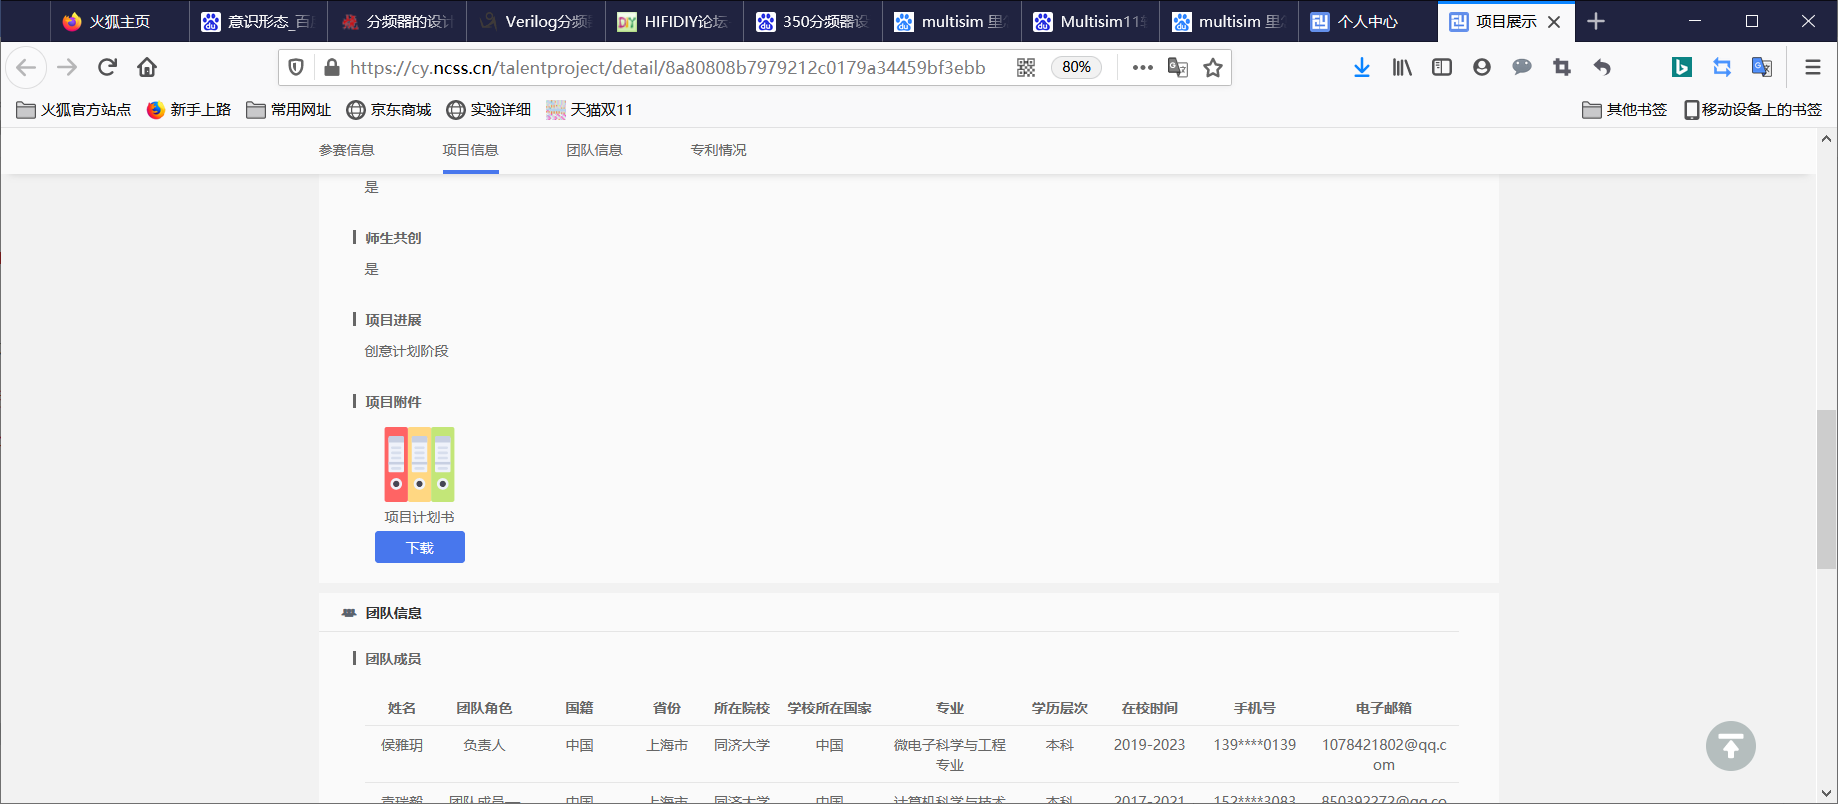 火狐主页
意识形态_百
分频器的设计
Verilog分频
HIFIDIY论坛
350分频器设
multisim 里
Multisim11
multisim 里
个人中心
项目展示
https://cy.ncss.cn/talentproject/detail/8a80808b7979212c0179a34459bf3ebb
80%
火狐官方站点
新手上路
常用网址
京东商城
实验详细
天猫双11
其他书签
移动设备上的书签
参赛信息 项目信息 团队信息 专利情况
是
师生共创
是
项目进展
创意计划阶段
项目附件
项目计划书
下载
团队信息
团队成员
姓名 团队角色 国籍 省份 所在院校 学校所在国家 专业 学历层次 在校时间 手机号 电子邮箱
侯雅玥 负责人 中国 上海市 同济大学 中国 微电子科学与工程 本科 2019-2023 139****0139 1078421802@qq.c
专业 om
团队成员一 中国 上海市 同济大学 中国 计算机科学与技术 本科 2017-2021 152****3083 850392272@qq.co